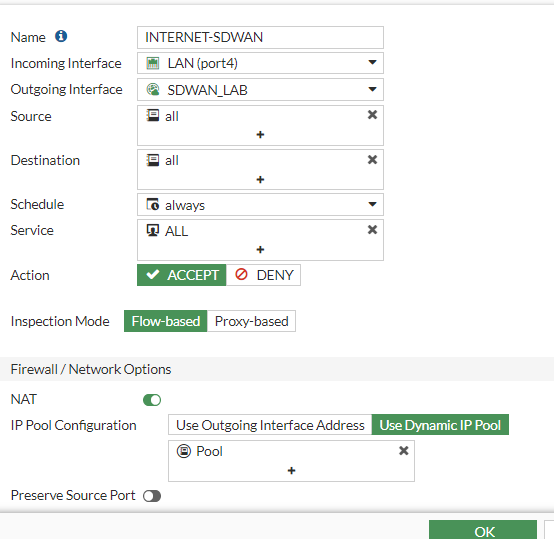 Name INTERNET-SDWAN
Incoming Interface LAN (port4)
Outgoing Interface SDWAN_LAB
Source all
+
Destination all
+
Schedule always
Service ALL
+
Action ACCEPT DENY
Inspection Mode Flow-based Proxy-based
Firewall / Network Options
NAT
IP Pool Configuration Use Outgoing Interface Address Use Dynamic IP Pool
Pool
+
Preserve Source Port
OK